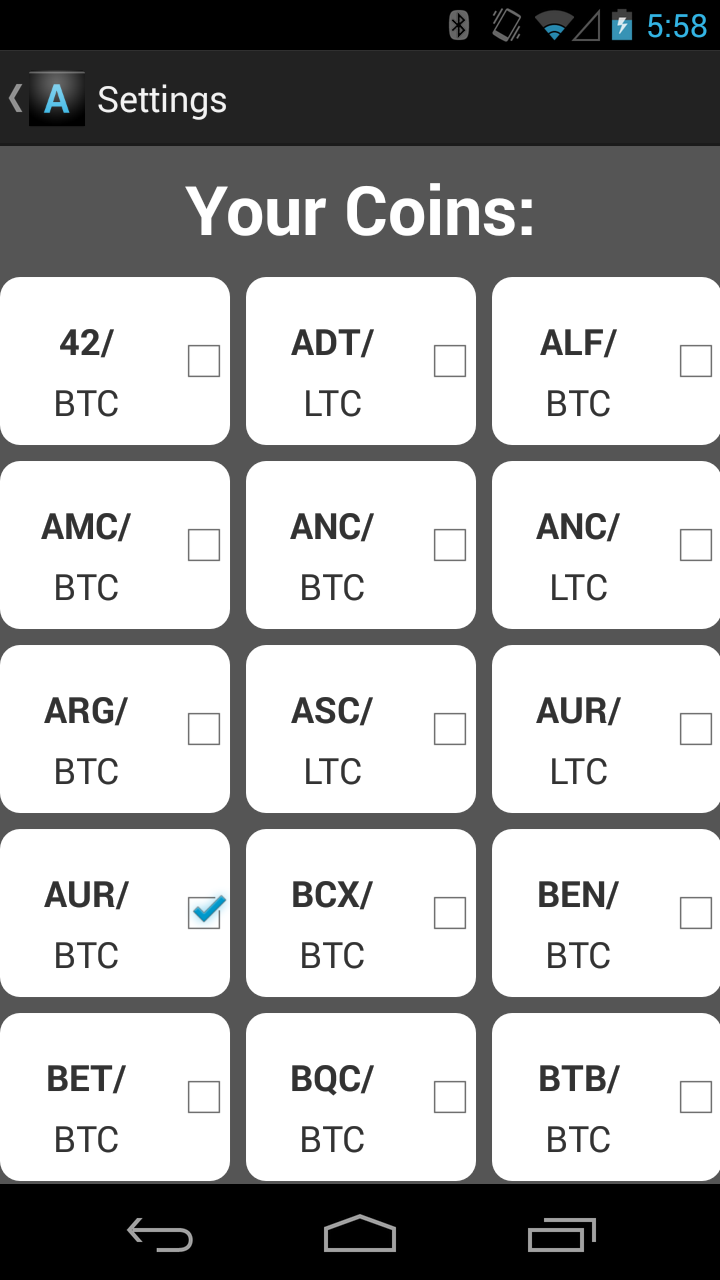 5:58
A Settings
Your Coins:
42/ ADT/ ALF/
BTC LTC BTC
AMC/ ANC/ ANC/
BTC BTC LTC
ARG/ ASC/ AUR/
BTC LTC LTC
AUR/ BCX/ BEN/
BTC BTC BTC
BET/ BQC/ BTB/
BTC BTC BTC